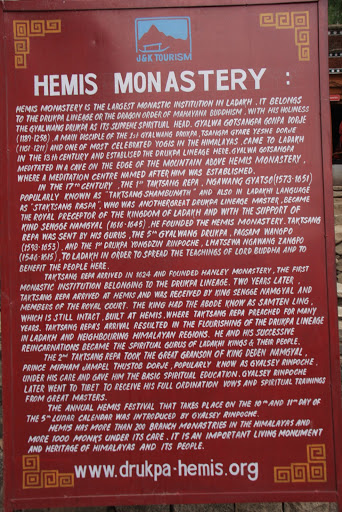 J&K TOURISM
HEMIS MONASTERY :
HEMIS MONASTERY IS THE LARGEST MONASTIC INSTITUTION IN LADAKH. IT BELONGS
TO THE DRUKPA LINEAGE OR THE DRAGON ORDER OF MAHAYANA BUDDHISM, WITH HIS HOLINESS
THE GYALWANG DRUKPA AS ITS SUPREME SPIRITUAL HEAD. GYALWA GOTSANGPA GONPO DORJE
(1189-1258), A MAIN DISCIPLE OF THE 1ST GYALWANG DRUKPA, TSANGPA GYARE YESHE DORJE
(1161-1211) AND ONE OF MOST CELEBRATED YOGIS IN THE HIMALAYAS, CAME TO LADAKH
IN THE 13TH CENTURY AND ESTABLISED THE DRUKPA LINEAGE HERE. GYALWA GOTSANGPA
MEDITATED IN A CAVE ON THE EDGE OF THE MOUNTAIN ABOVE HEMIS MONASTERY,
WHERE A MEDITATION CENTRE NAMED AFTER HIM WAS ESTABLISHED.
IN THE 17TH CENTURY, THE 1ST TAKTSANG REPA, NGAWANG GYATSO (1573-1651)
POPULARLY KNOWN AS "TAKTSANG SHAMBUNATH" AND ALSO IN LADAKH LANGUAGE
AS "STAKTSANG RASPA", WHO WAS ANOTHER GREAT DRUKPA LINEAGE MASTER, BECAME
THE ROYAL PRECEPTOR OF THE KINGDOM OF LADAKH AND WITH THE SUPPORT OF
KING SENGGE NAMGYAL (1616-1645), HE FOUNDED THE HEMIS MONASTERY. TAKTSANG
REPA WAS SENT BY HIS GURUS, THE 5TH GYALWANG DRUKPA, PAGSAM WANGPO
(1593-1653), AND THE 1ST DRUKPA YONGDZIN RINPOCHE, LHATSEWA NGAWANG ZANGPO
(1546-1615), TO LADAKH IN ORDER TO SPREAD THE TEACHINGS OF LORD BUDDHA AND TO
BENEFIT THE PEOPLE HERE.
TAKTSANG REPA ARRIVED IN 1624 AND FOUNDED HANLEY MONASTERY, THE FIRST
MONASTIC INSTITUTION BELONGING TO THE DRUKPA LINEAGE. TWO YEARS LATER
TAKTSANG REPA ARRIVED AT HEMIS AND WAS RECEIVED BY KING SENGE NAMGYAL AND
MEMBERS OF THE ROYAL COURT. THE KING HAD THE ABODE KNOW AS SAMTEN LING,
WHICH IS STILL INTACT, BUILT AT HEMIS, WHERE TAKTSANG REPA PREACHED FOR MANY
YEARS. TAKTSANG REPA'S ARRIVAL RESULTED IN THE FLOURISHING OF THE DRUKPA LINEAGE
IN LADAKH AND NEIGHBOURING HIMALAYAN REGIONS. HE AND HIS SUCCESSIVE
REINCARNATIONS BECAME THE SPIRITUAL GURUS OF LADAKHI KINGS & THEIR PEOPLE.
THE 2ND TAKTSANG REPA TOOK THE GREAT GRANSON OF KING DEDEN NAMGYAL,
PRINCE MIPHAM JAMPEL THUSTOB DORJE, POPULARLY KNOW AS GYALSEY RINPOCHE,
UNDER HIS CARE AND GAVE HIM THE BASIC SPIRITUAL EDUCATION. GYALSEY RINPOCHE
LATER WENT TO TIBET TO RECEIVE HIS FULL ORDINATION VOWS AND SPIRITUAL TRAININGS
FROM GREAT MASTERS.
THE ANNUAL HEMIS FESTIVAL THAT TAKES PLACE ON THE 10TH AND 11TH DAY OF
THE 5TH LUNAR CALENDAR WAS INTRODUCED BY GYALSEY RINPOCHE.
HEMIS HAS MORE THAN 200 BRANCH MONASTRIES IN THE HIMALAYAS AND
MORE 1000 MONKS UNDER ITS CARE. IT IS AN IMPORTANT LIVING MONUMENT
AND HERITAGE OF HIMALAYAS AND ITS PEOPLE.
www.drukpa-hemis.org